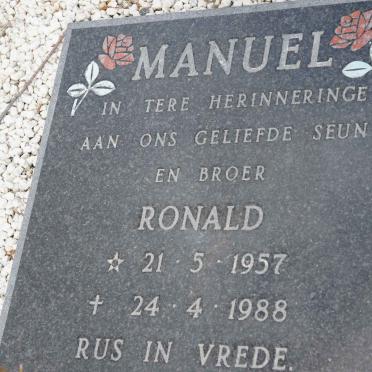 MANUEL
IN TERE HERINNERINGE
AAN ONS GELIEFDE SEUN
EN BROER
RONALD
☆ 21 · 5 · 1957
† 24 · 4 · 1988
RUS IN VREDE.